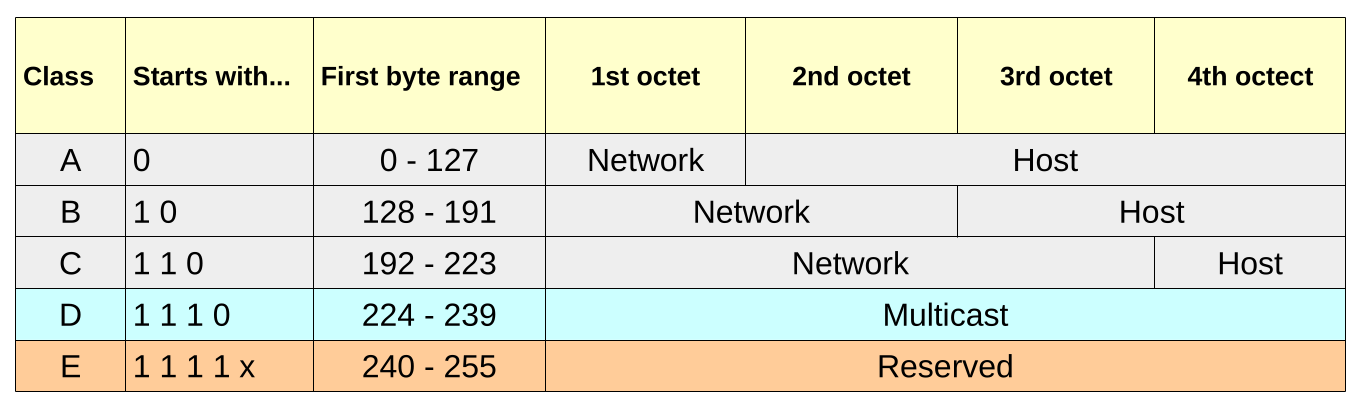 Class Starts with... First byte range 1st octet 2nd octet 3rd octet 4th octect
A 0 0 - 127 Network Host
B 1 0 128 - 191 Network Host
C 1 1 0 192 - 223 Network Host
D 1 1 1 0 224 - 239 Multicast
E 1 1 1 1 x 240 - 255 Reserved